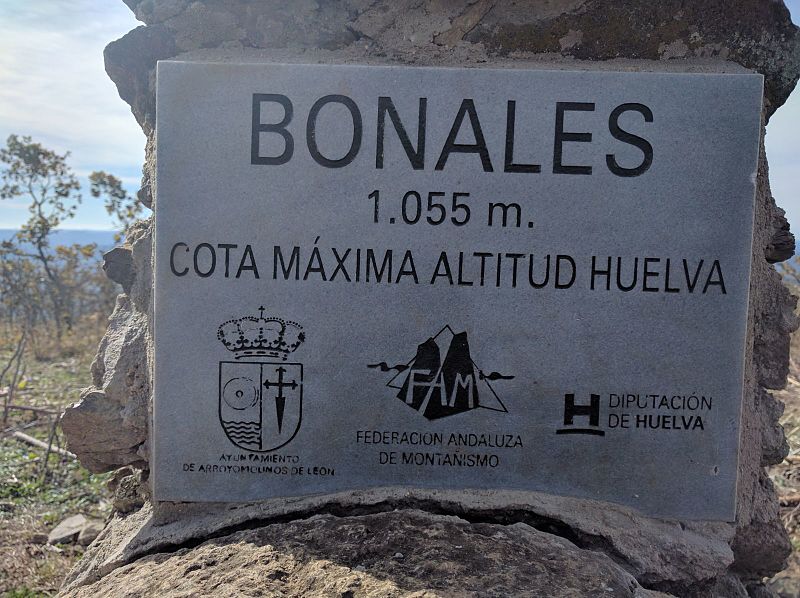 BONALES
1.055 m.
COTA MÁXIMA ALTITUD HUELVA
FAM
AYUNTAMIENTO
DE ARROYOMOLINOS DE LEON
FEDERACION ANDALUZA
DE MONTAÑISMO
H DIPUTACIÓN
DE HUELVA